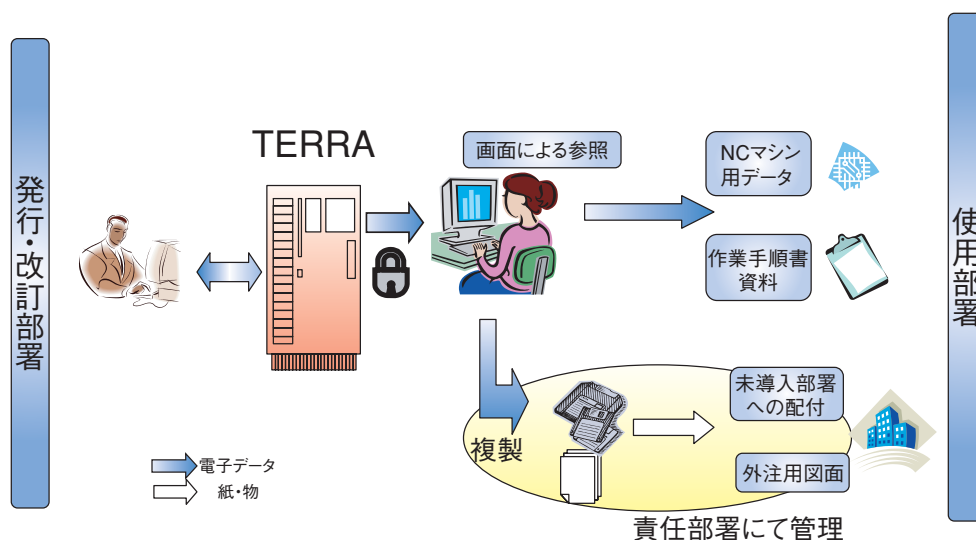 発行・改訂部署
TERRA
画面による参照
NCマシン
用データ
作業手順書
資料
使用部署
複製
未導入部署
への配付
外注用図面
責任部署にて管理
電子データ
紙・物